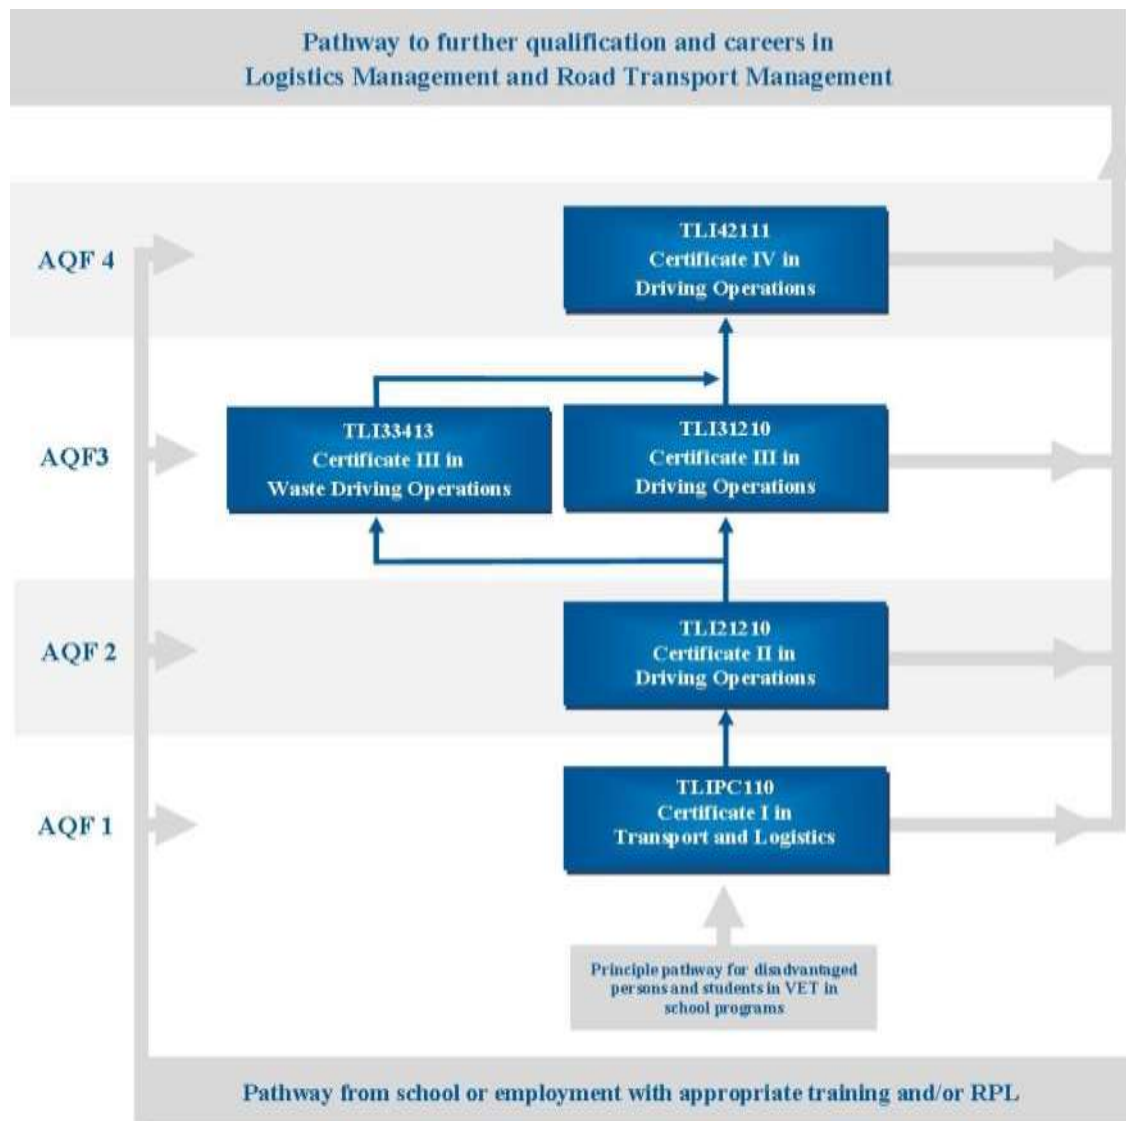 Pathway to further qualification and careers in
Logistics Management and Road Transport Management
AQF 4
TLI42111
Certificate IV in
Driving Operations
AQF3
TLI33413
Certificate III in
Waste Driving Operations
TLI31210
Certificate III in
Driving Operations
AQF 2
TLI21210
Certificate II in
Driving Operations
AQF 1
TLIPC110
Certificate I in
Transport and Logistics
Principle pathway for disadvantaged
persons and students in VET in
school programs
Pathway from school or employment with appropriate training and/or RPL